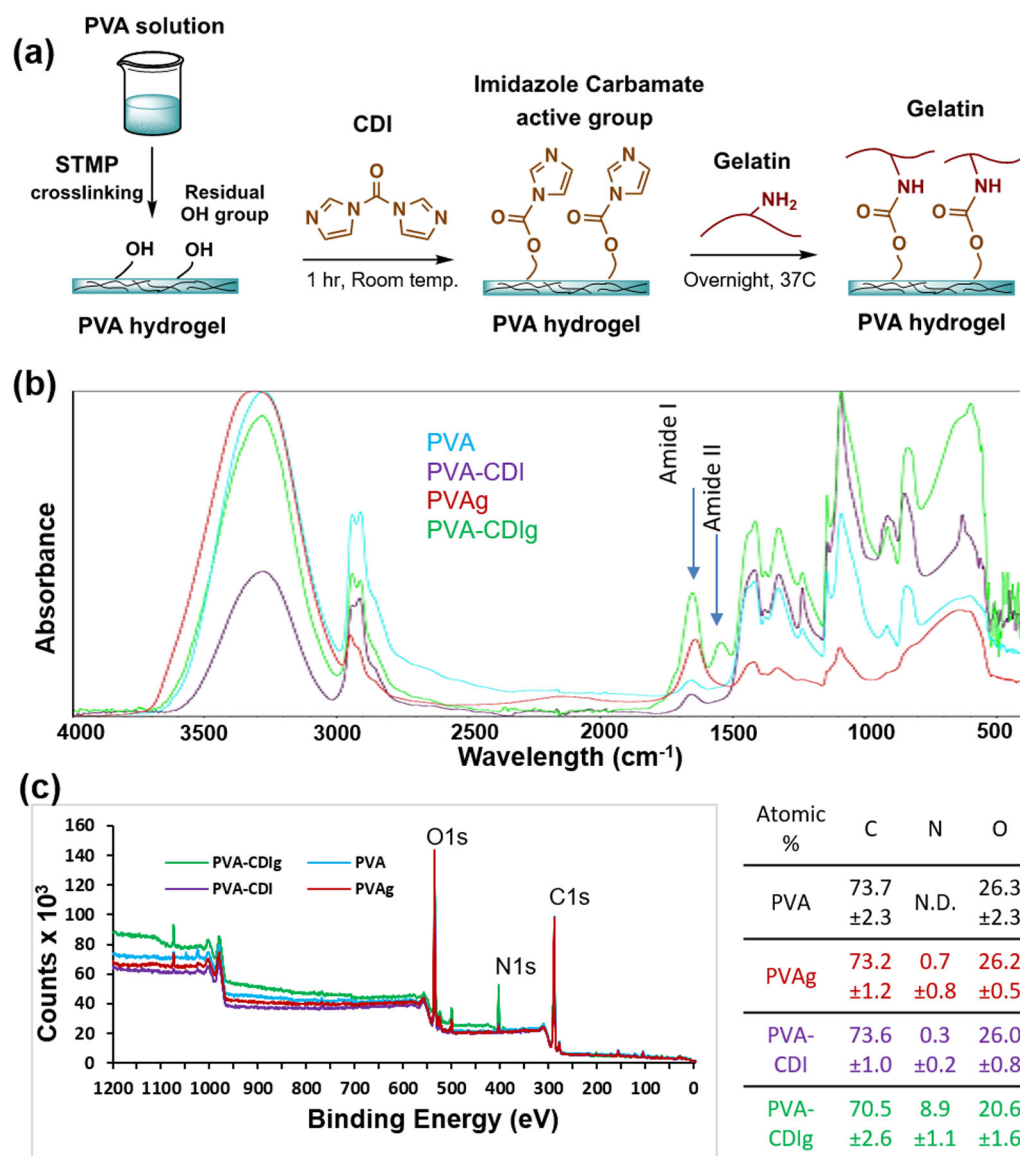 (a)
PVA solution
STMP
crosslinking
Residual
OH group
OH
OH
PVA hydrogel
CDI
O
N
N
N
N
1 hr, Room temp.
Imidazole Carbamate
active group
N
N
N
N
O
O
O
O
PVA hydrogel
Gelatin
NH2
Overnight, 37C
Gelatin
NH
NH
O
O
O
O
PVA hydrogel
(b)
Absorbance
PVA
PVA-CDI
PVAg
PVA-CDIg
Amide I
Amide II
4000 3500 3000 2500 2000 1500 1000 500
Wavelength (cm-1)
(c)
Counts x 103
160
140
120
100
80
60
40
20
0
PVA-CDIg
PVA
PVA-CDI
PVAg
O1s
N1s
C1s
1200 1100 1000 900 800 700 600 500 400 300 200 100 0
Binding Energy (eV)
Atomic
%
C
N
O
PVA
73.7
±2.3
N.D.
26.3
±2.3
PVAg
73.2
±1.2
0.7
±0.8
26.2
±0.5
PVA-
CDI
73.6
±1.0
0.3
±0.2
26.0
±0.8
PVA-
CDIg
70.5
±2.6
8.9
±1.1
20.6
±1.6